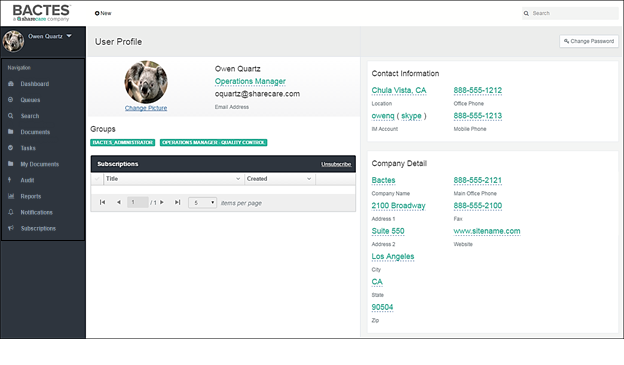 BACTES™
a sharecare company
New
Search
Owen Quartz
User Profile
Change Password
Navigation
Dashboard
Queues
Search
Documents
Tasks
My Documents
Audit
Reports
Notifications
Subscriptions
Owen Quartz
Operations Manager
oquartz@sharecare.com
Email Address
Change Picture
Groups
BACTES_ADMINISTRATOR OPERATIONS MANAGER : QUALITY CONTROL
Subscriptions Unsubscribe
Title Created
1 / 1 5 items per page
Contact Information
Chula Vista, CA 888-555-1212
Location Office Phone
owenq ( skype ) 888-555-1213
IM Account Mobile Phone
Company Detail
Bactes 888-555-2121
Company Name Main Office Phone
2100 Broadway 888-555-2100
Address 1 Fax
Suite 550 www.sitename.com
Address 2 Website
Los Angeles
City
CA
State
90504
Zip